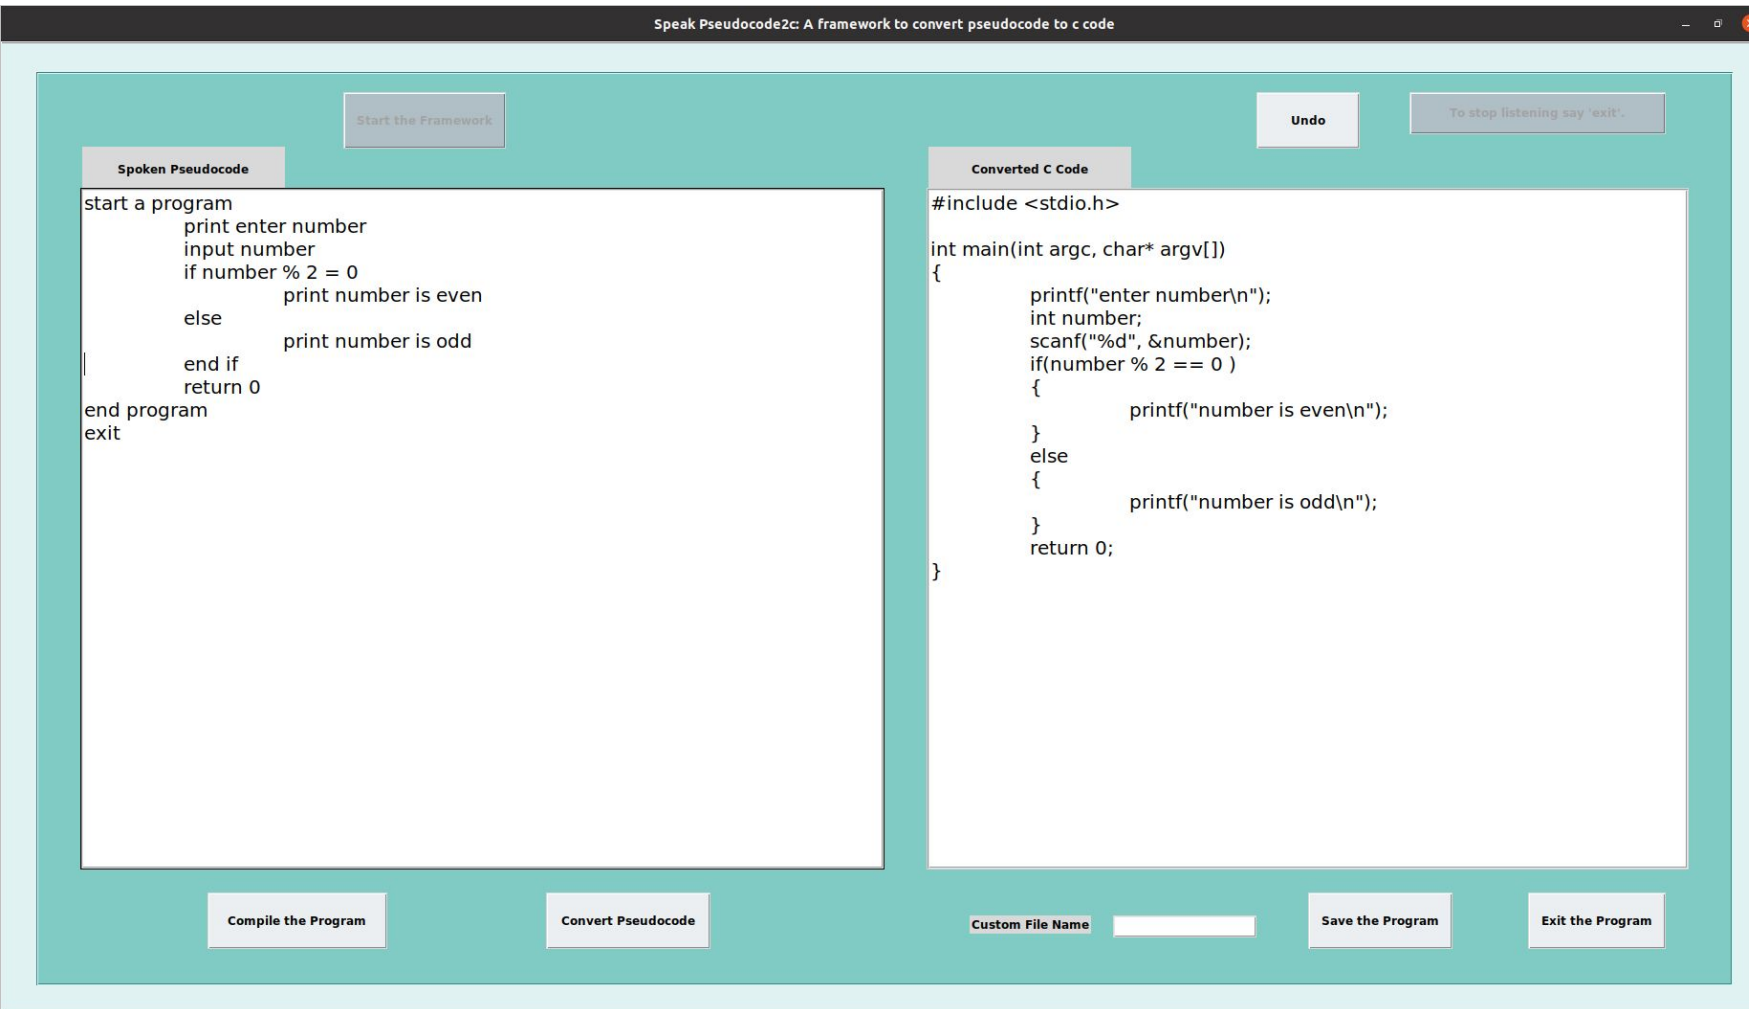 Speak Pseudocode2c: A framework to convert pseudocode to c code
Start the Framework
Undo
To stop listening say 'exit'.
Spoken Pseudocode
start a program
print enter number
input number
if number % 2 = 0
print number is even
else
print number is odd
end if
return 0
end program
exit
Converted C Code
#include <stdio.h>
int main(int argc, char* argv[])
{
printf("enter number\n");
int number;
scanf("%d", &number);
if(number % 2 == 0 )
{
printf("number is even\n");
}
else
{
printf("number is odd\n");
}
return 0;
}
Compile the Program
Convert Pseudocode
Custom File Name
Save the Program
Exit the Program